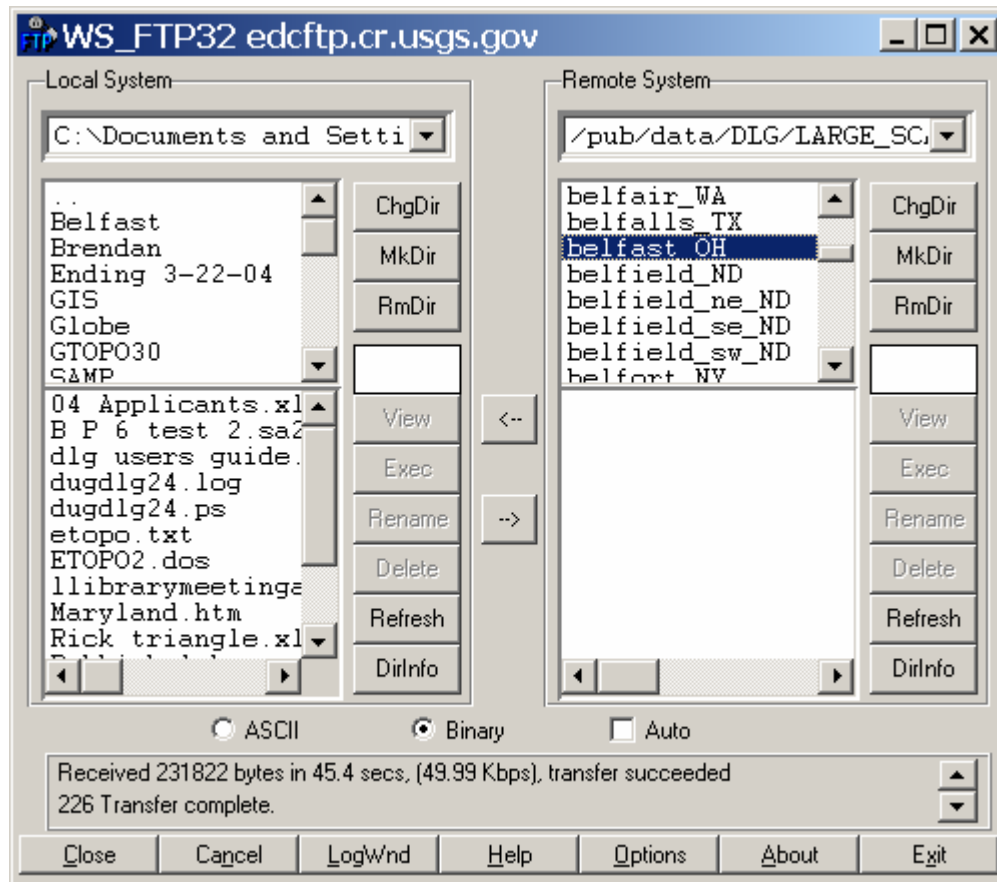 WS_FTP32 edcftp.cr.usgs.gov
Local System
C:\Documents and Setti
..
Belfast
Brendan
Ending 3-22-04
GIS
Globe
GTOPO30
SAMP
ChgDir
MkDir
RmDir
04 Applicants.xl
B P 6 test 2.sa2
dlg users guide.
dugdlg24.log
dugdlg24.ps
etopo.txt
ETOPO2.dos
llibrarymeetinga
Maryland.htm
Rick triangle.xl
View
Exec
Rename
Delete
Refresh
DirInfo
<--
-->
Remote System
/pub/data/DLG/LARGE_SCA
belfair_WA
belfalls_TX
belfast_OH
belfield_ND
belfield_ne_ND
belfield_se_ND
belfield_sw_ND
belfort_NY
ChgDir
MkDir
RmDir
View
Exec
Rename
Delete
Refresh
DirInfo
ASCII Binary Auto
Received 231822 bytes in 45.4 secs, (49.99 Kbps), transfer succeeded
226 Transfer complete.
Close Cancel LogWnd Help Options About Exit